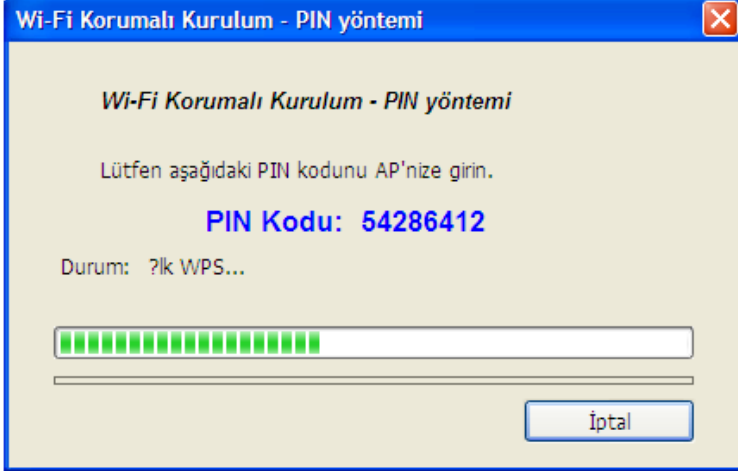 Wi-Fi Korumalı Kurulum - PIN yöntemi
Wi-Fi Korumalı Kurulum - PIN yöntemi
Lütfen aşağıdaki PIN kodunu AP'nize girin.
PIN Kodu: 54286412
Durum: ?lk WPS...
İptal